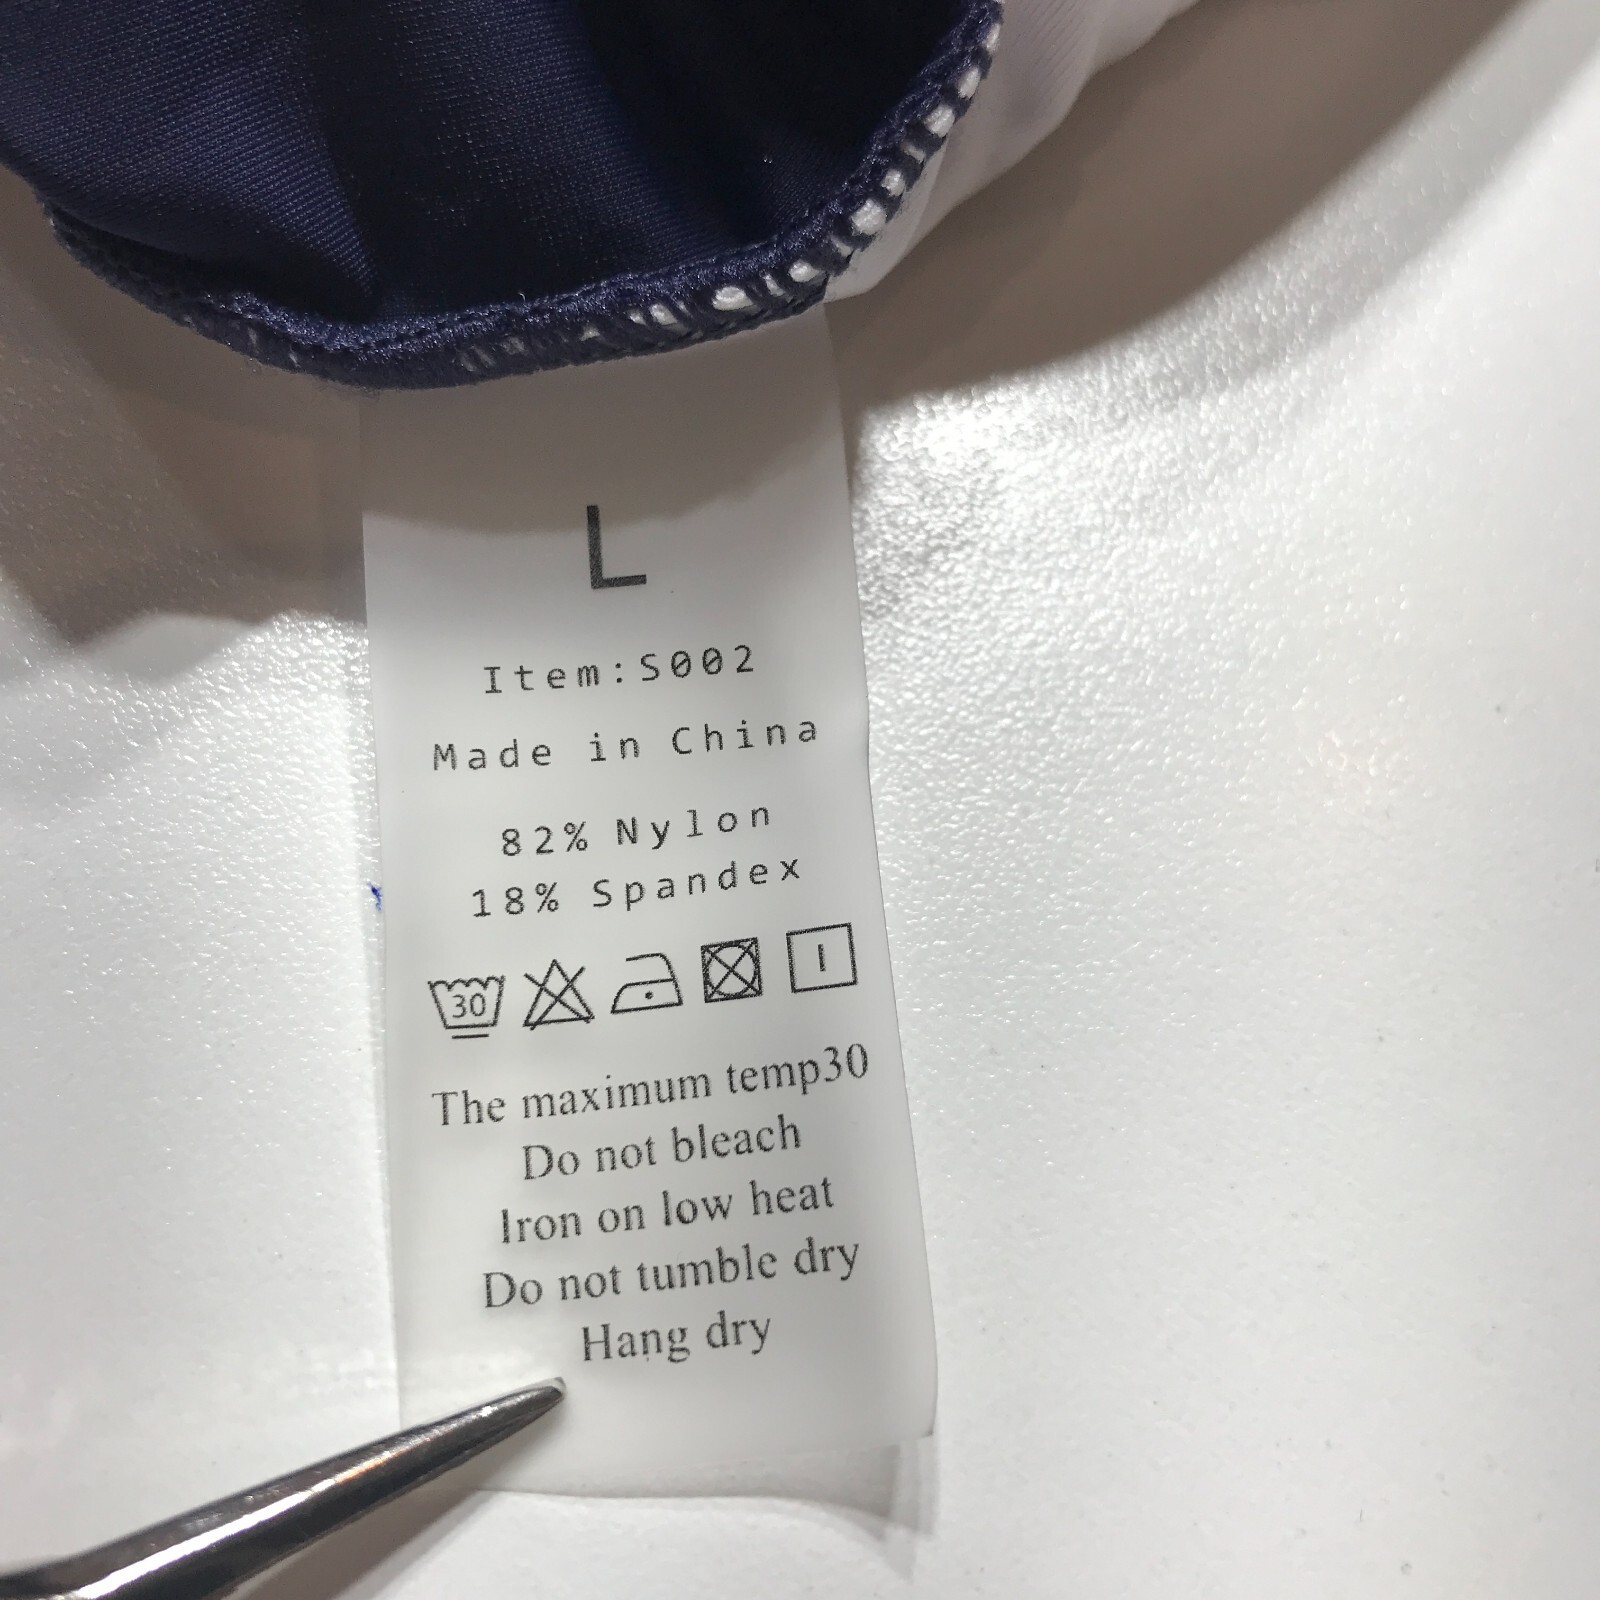 L
Item:S002
Made in China
82% Nylon
18% Spandex
30
The maximum temp30
Do not bleach
Iron on low heat
Do not tumble dry
Hang dry